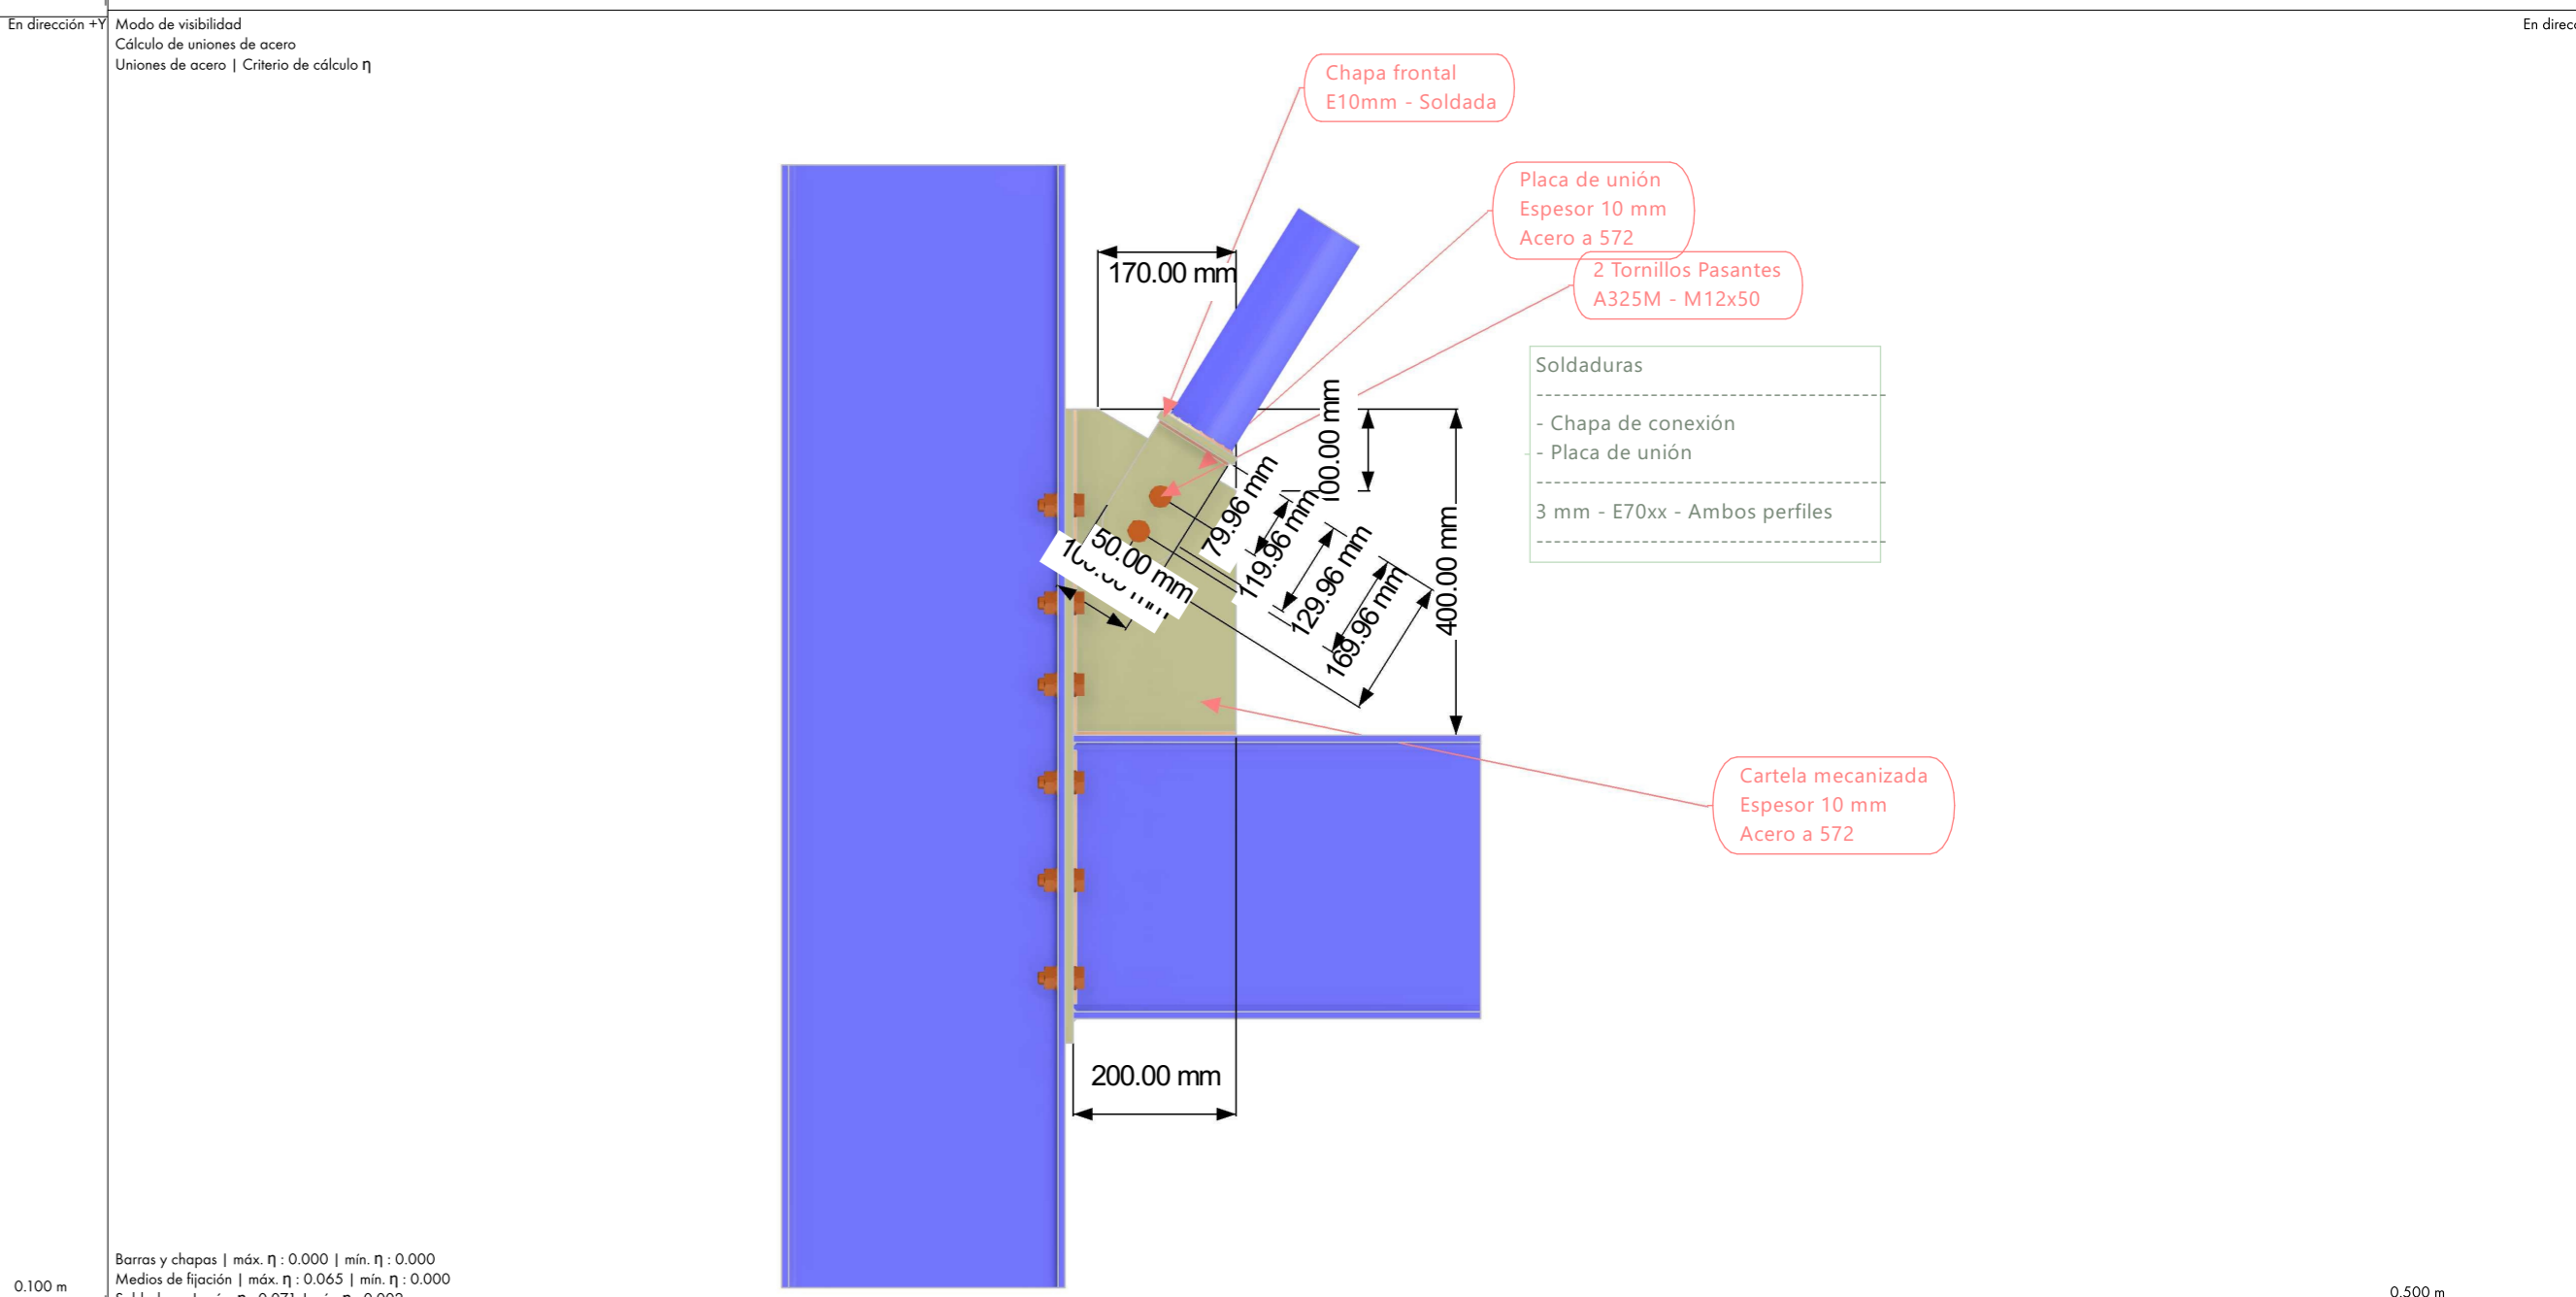 En dirección +Y
Modo de visibilidad
Cálculo de uniones de acero
Uniones de acero | Criterio de cálculo η
En direcc
Chapa frontal
E10mm - Soldada
Placa de unión
Espesor 10 mm
Acero a 572
2 Tornillos Pasantes
A325M - M12x50
170.00 mm
Soldaduras
- Chapa de conexión
- Placa de unión
3 mm - E70xx - Ambos perfiles
100.00 mm
79.96 mm
119.96 mm
129.96 mm
169.96 mm
400.00 mm
50.00 mm
100.00 mm
Cartela mecanizada
Espesor 10 mm
Acero a 572
200.00 mm
Barras y chapas | máx. η : 0.000 | mín. η : 0.000
Medios de fijación | máx. η : 0.065 | mín. η : 0.000
0.100 m
0.500 m